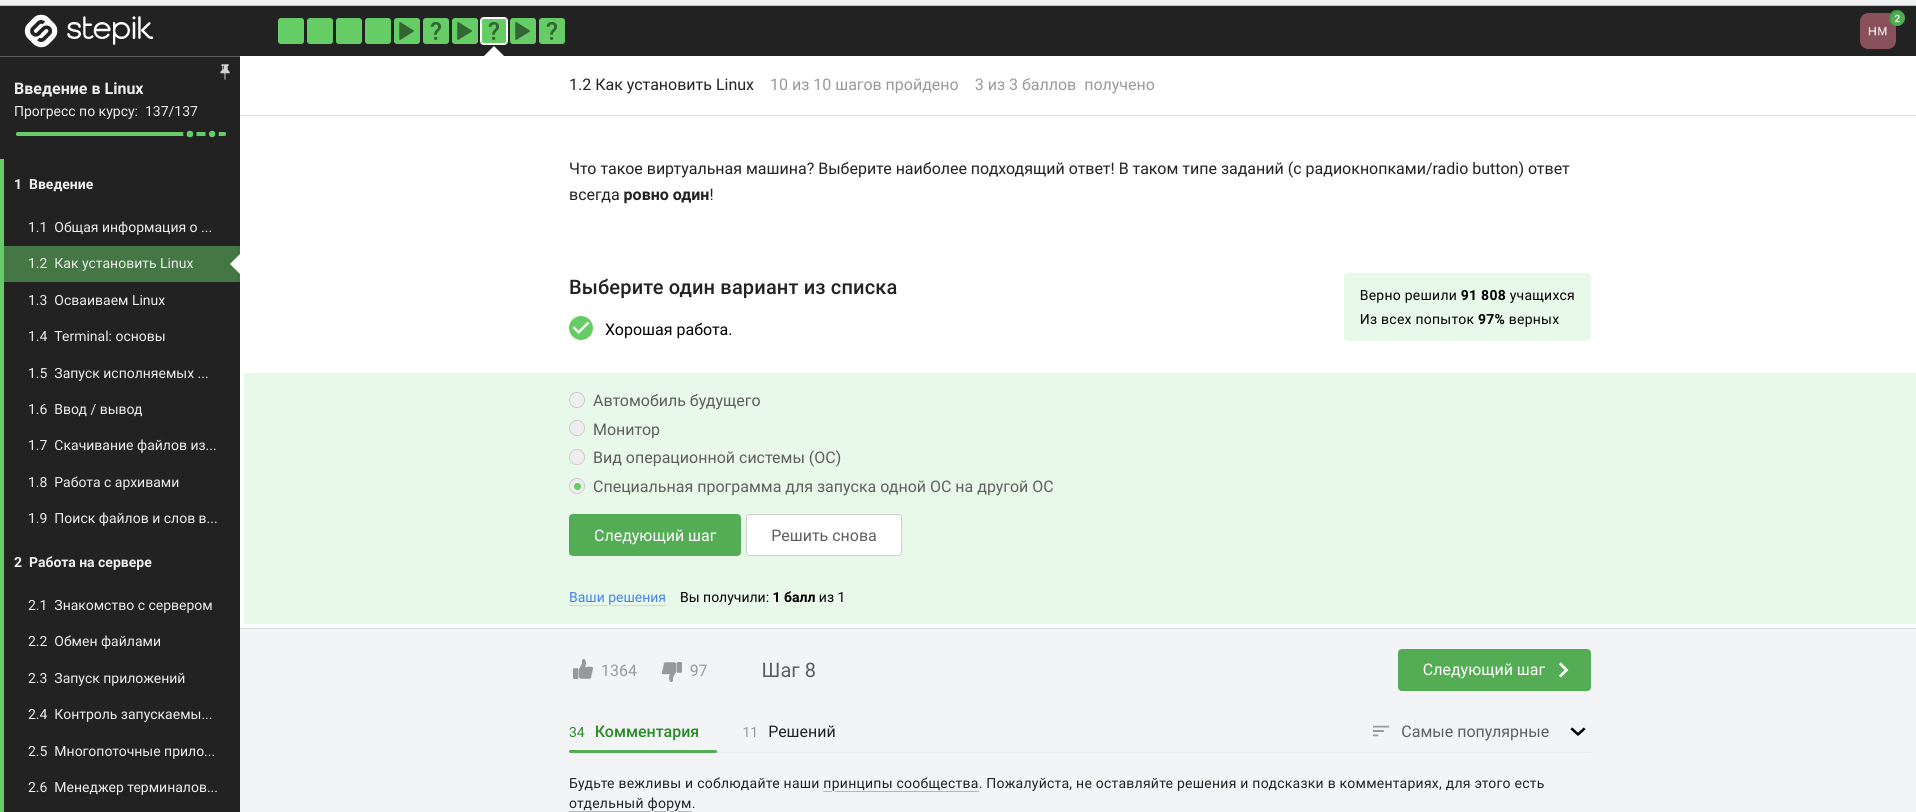 stepik
?
?
?
НМ
2
Введение в Linux
Прогресс по курсу: 137/137
1 Введение
1.1 Общая информация о ...
1.2 Как установить Linux
1.3 Осваиваем Linux
1.4 Terminal: основы
1.5 Запуск исполняемых ...
1.6 Ввод / вывод
1.7 Скачивание файлов из...
1.8 Работа с архивами
1.9 Поиск файлов и слов в...
2 Работа на сервере
2.1 Знакомство с сервером
2.2 Обмен файлами
2.3 Запуск приложений
2.4 Контроль запускаемы...
2.5 Многопоточные прило...
2.6 Менеджер терминалов...
1.2 Как установить Linux 10 из 10 шагов пройдено 3 из 3 баллов получено
Что такое виртуальная машина? Выберите наиболее подходящий ответ! В таком типе заданий (с радиокнопками/radio button) ответ
всегда ровно один!
Выберите один вариант из списка
Хорошая работа.
Верно решили 91 808 учащихся
Из всех попыток 97% верных
Автомобиль будущего
Монитор
Вид операционной системы (ОС)
Специальная программа для запуска одной ОС на другой ОС
Следующий шаг
Решить снова
Ваши решения Вы получили: 1 балл из 1
1364 97 Шаг 8
Следующий шаг
34 Комментария 11 Решений
Самые популярные
Будьте вежливы и соблюдайте наши принципы сообщества. Пожалуйста, не оставляйте решения и подсказки в комментариях, для этого есть
отдельный форум.